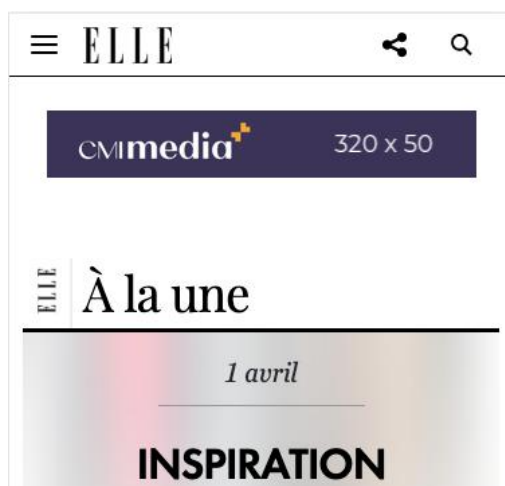 ELLE
CMImedia 320 x 50
ELLE À la une
1 avril
INSPIRATION